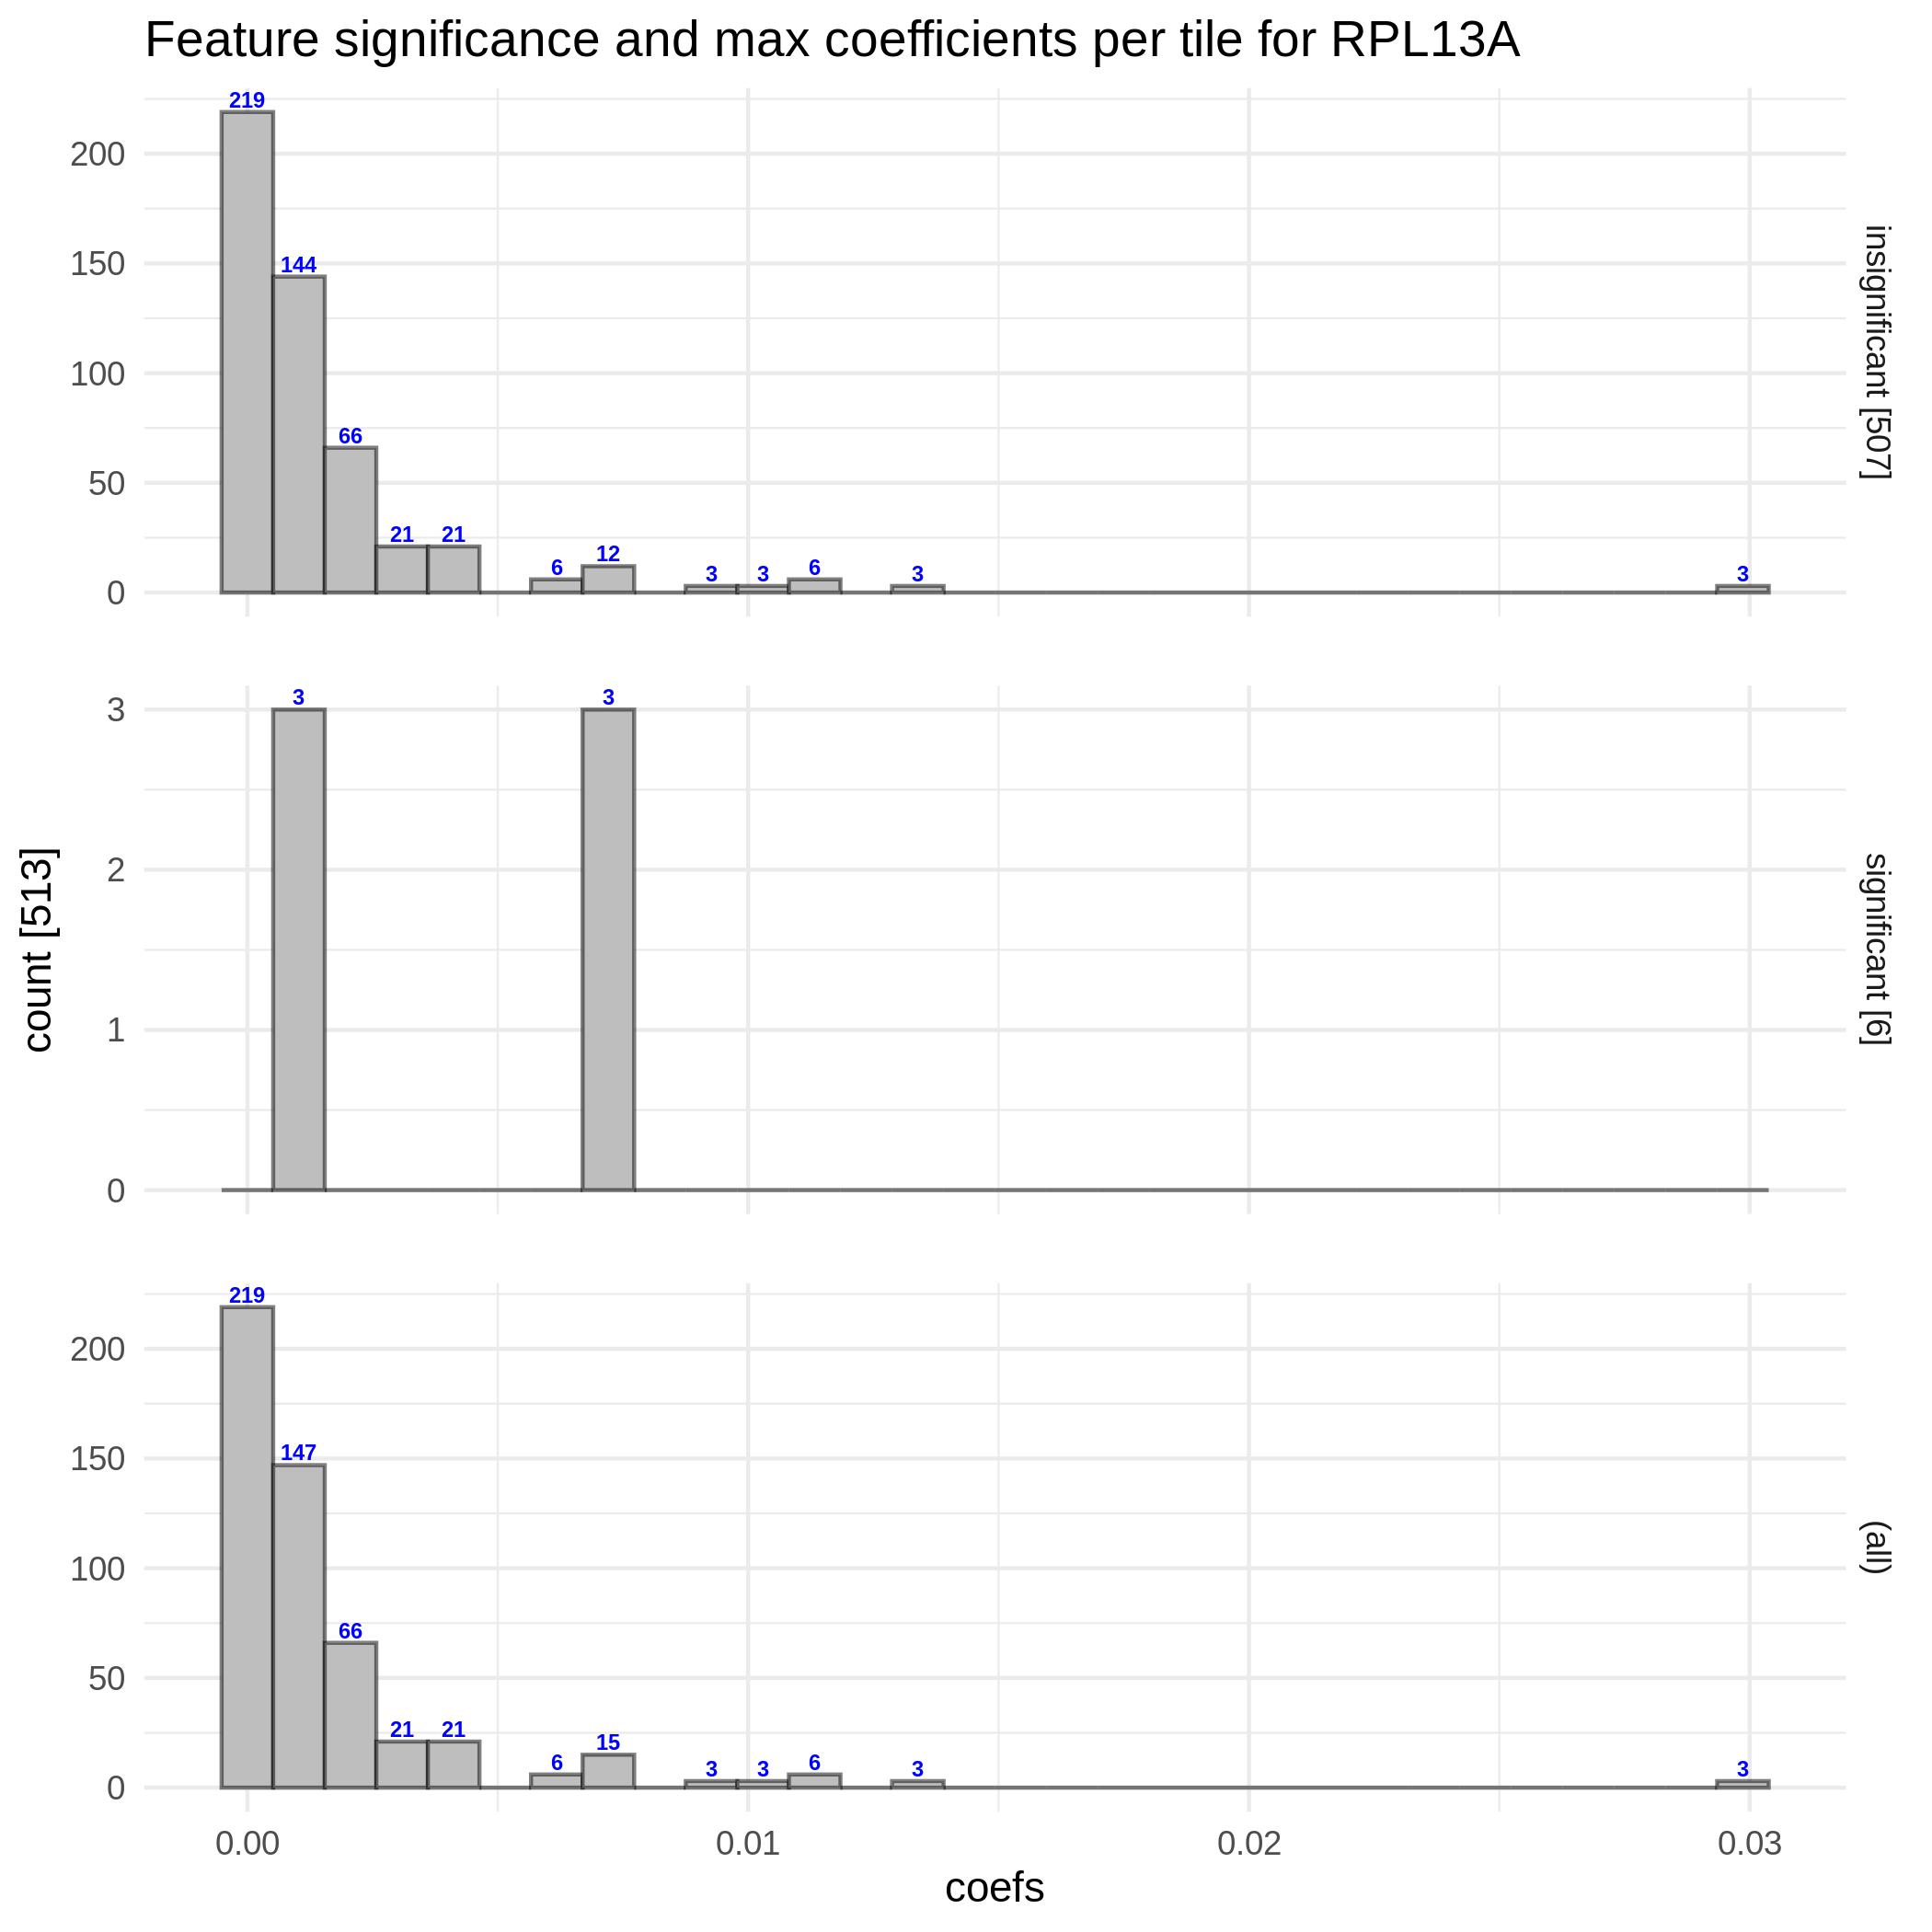 Feature significance and max coefficients per tile for RPL13A
219
200
144
150
100
66
50
21 21
6 12 3 3 6 3 3
0
insignificant [507]
3 3
3
2
1
0
count [513]
significant [6]
219
200
147
150
100
66
50
21 21
6 15 3 3 6 3 3
0
(all)
0.00 0.01 0.02 0.03
coefs